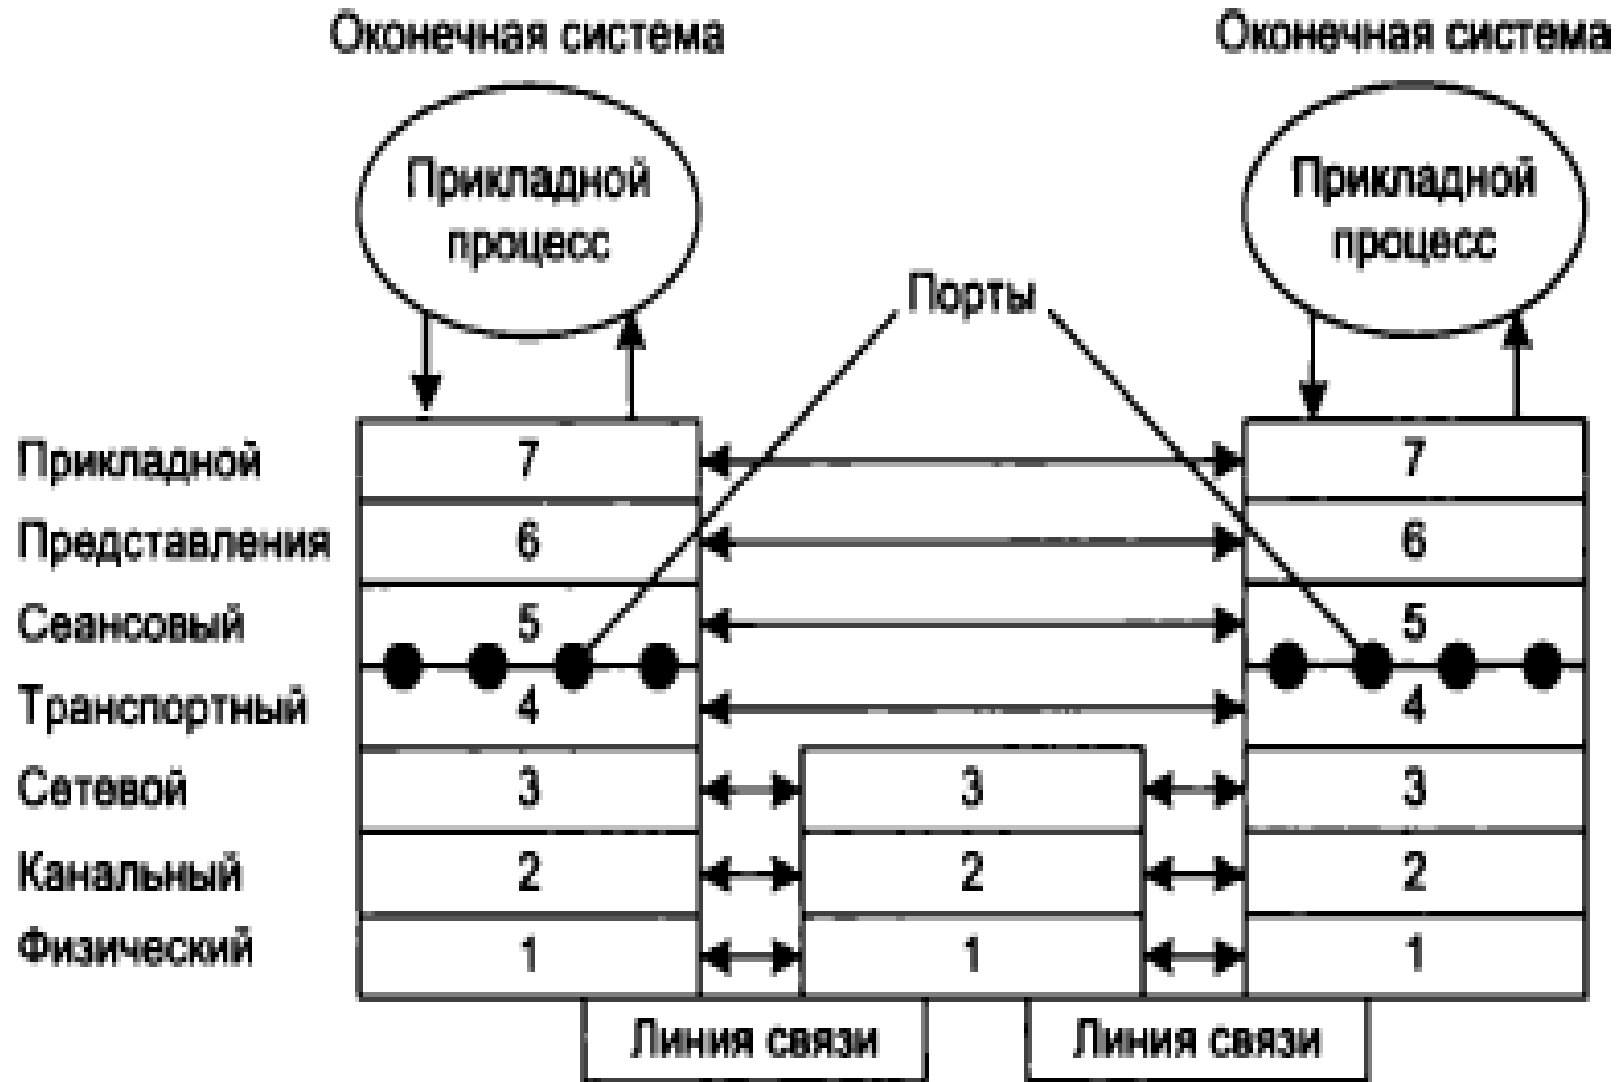 Оконечная система Оконечная система
Прикладной процесс
Прикладной процесс
Порты
Прикладной 7 7
Представления 6 6
Сеансовый 5 5
Транспортный 4 4
Сетевой 3 3 3
Канальный 2 2 2
Физический 1 1 1
Линия связи Линия связи